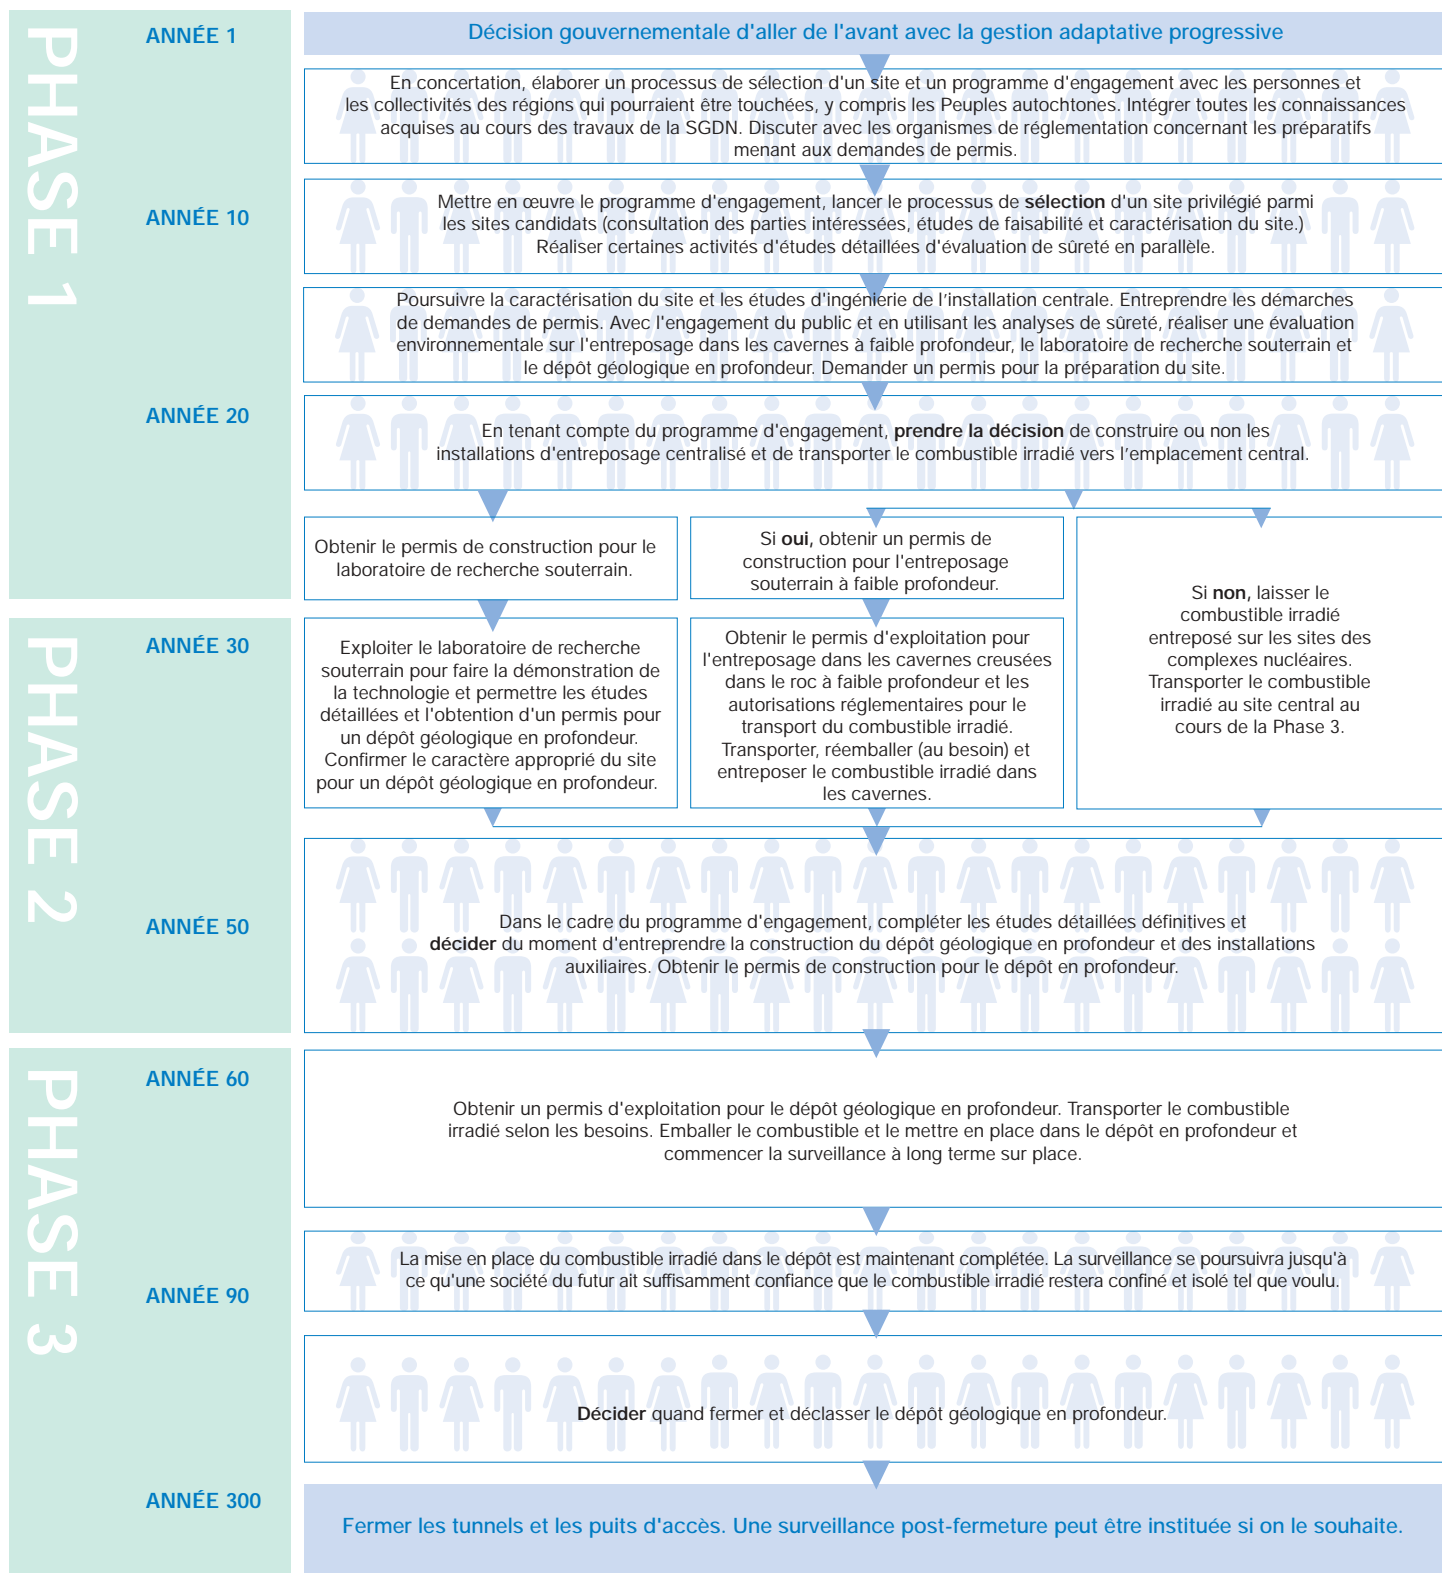 PHASE 1
ANNÉE 1
Décision gouvernementale d'aller de l'avant avec la gestion adaptative progressive
En concertation, élaborer un processus de sélection d'un site et un programme d'engagement avec les personnes et
les collectivités des régions qui pourraient être touchées, y compris les Peuples autochtones. Intégrer toutes les connaissances
acquises au cours des travaux de la SGDN. Discuter avec les organismes de réglementation concernant les préparatifs
menant aux demandes de permis.
ANNÉE 10
Mettre en œuvre le programme d'engagement, lancer le processus de sélection d'un site privilégié parmi
les sites candidats (consultation des parties intéressées, études de faisabilité et caractérisation du site.)
Réaliser certaines activités d'études détaillées d'évaluation de sûreté en parallèle.
Poursuivre la caractérisation du site et les études d'ingénierie de l'installation centrale. Entreprendre les démarches
de demandes de permis. Avec l'engagement du public et en utilisant les analyses de sûreté, réaliser une évaluation
environnementale sur l'entreposage dans les cavernes à faible profondeur, le laboratoire de recherche souterrain et
le dépôt géologique en profondeur. Demander un permis pour la préparation du site.
ANNÉE 20
En tenant compte du programme d'engagement, prendre la décision de construire ou non les
installations d'entreposage centralisé et de transporter le combustible irradié vers l'emplacement central.
Obtenir le permis de construction pour le
laboratoire de recherche souterrain.
Si oui, obtenir un permis de
construction pour l'entreposage
souterrain à faible profondeur.
Si non, laisser le
combustible irradié
entreposé sur les sites des
complexes nucléaires.
Transporter le combustible
irradié au site central au
cours de la Phase 3.
PHASE 2
ANNÉE 30
Exploiter le laboratoire de recherche
souterrain pour faire la démonstration de
la technologie et permettre les études
détaillées et l'obtention d'un permis pour
un dépôt géologique en profondeur.
Confirmer le caractère approprié du site
pour un dépôt géologique en profondeur.
Obtenir le permis d'exploitation pour
l'entreposage dans les cavernes creusées
dans le roc à faible profondeur et les
autorisations réglementaires pour le
transport du combustible irradié.
Transporter, réemballer (au besoin) et
entreposer le combustible irradié dans
les cavernes.
ANNÉE 50
Dans le cadre du programme d'engagement, compléter les études détaillées définitives et
décider du moment d'entreprendre la construction du dépôt géologique en profondeur et des installations
auxiliaires. Obtenir le permis de construction pour le dépôt en profondeur.
PHASE 3
ANNÉE 60
Obtenir un permis d'exploitation pour le dépôt géologique en profondeur. Transporter le combustible
irradié selon les besoins. Emballer le combustible et le mettre en place dans le dépôt en profondeur et
commencer la surveillance à long terme sur place.
La mise en place du combustible irradié dans le dépôt est maintenant complétée. La surveillance se poursuivra jusqu'à
ce qu'une société du futur ait suffisamment confiance que le combustible irradié restera confiné et isolé tel que voulu.
ANNÉE 90
Décider quand fermer et déclasser le dépôt géologique en profondeur.
ANNÉE 300
Fermer les tunnels et les puits d'accès. Une surveillance post-fermeture peut être instituée si on le souhaite.